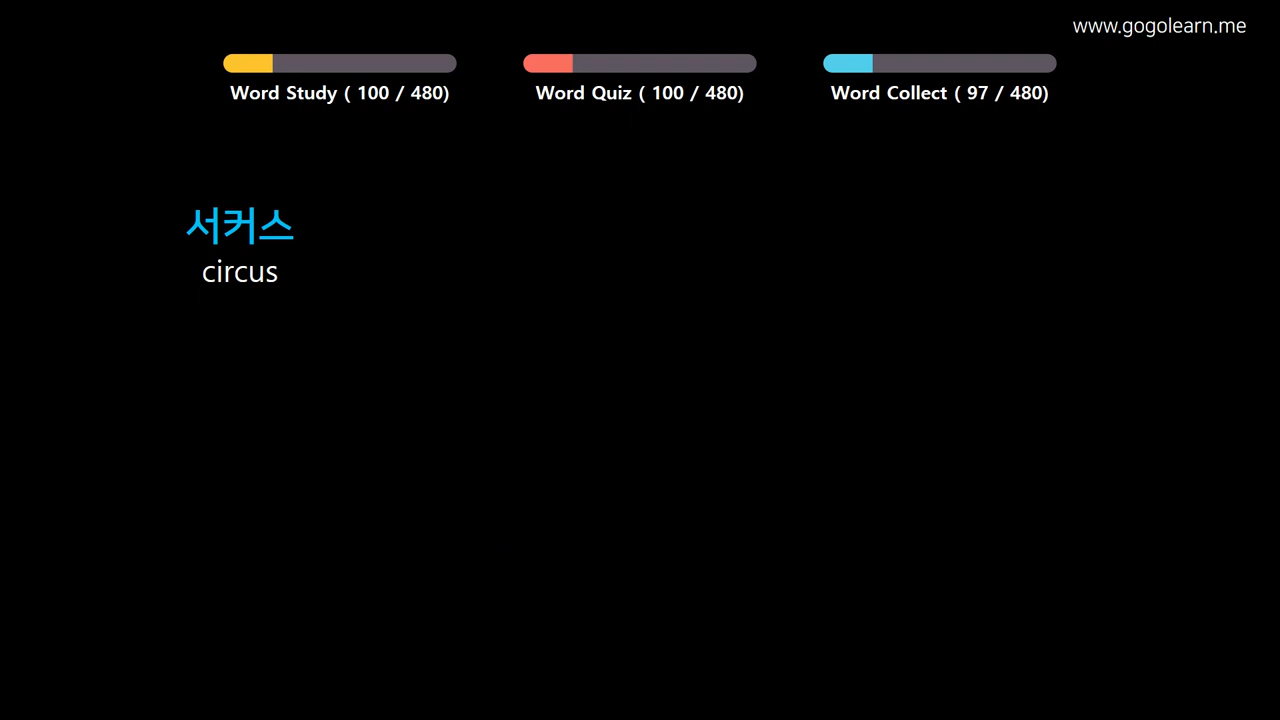 www.gogolearn.me
Word Study ( 100 / 480)
Word Quiz ( 100 / 480)
Word Collect ( 97 / 480)
서커스
circus